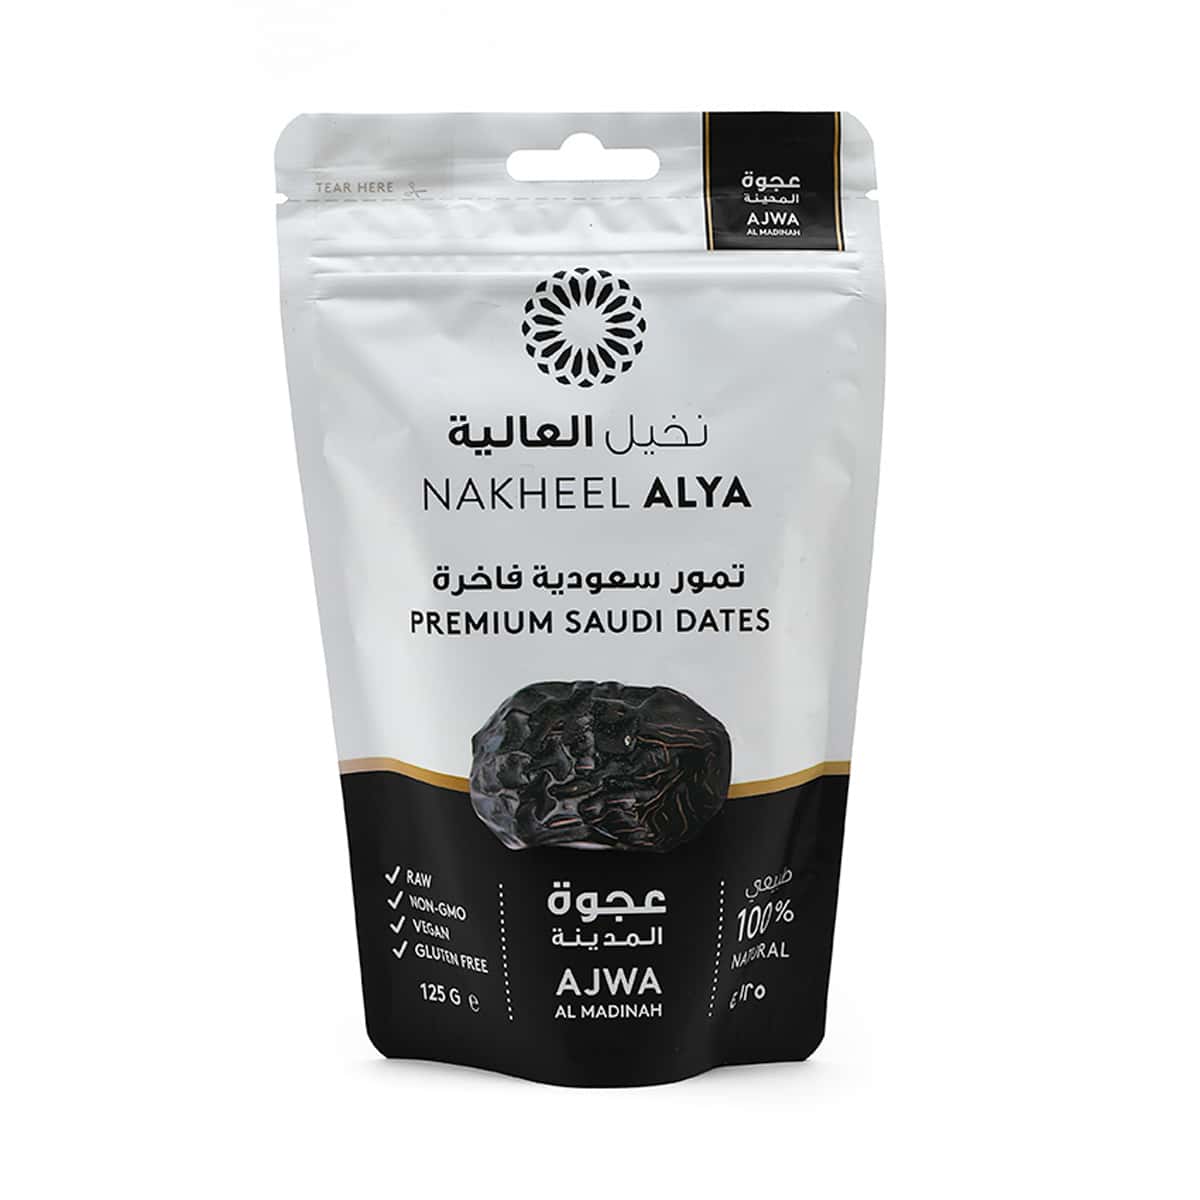 TEAR HERE
عجوة
المدينة
AJWA
AL MADINAH
نخيل العالية
NAKHEEL ALYA
تمور سعودية فاخرة
PREMIUM SAUDI DATES
✓ RAW
✓ NON-GMO
✓ VEGAN
✓ GLUTEN FREE
125 G ℮
عجوة
المدينة
AJWA
AL MADINAH
طبيعي
100%
NATURAL
١٢٥ غ